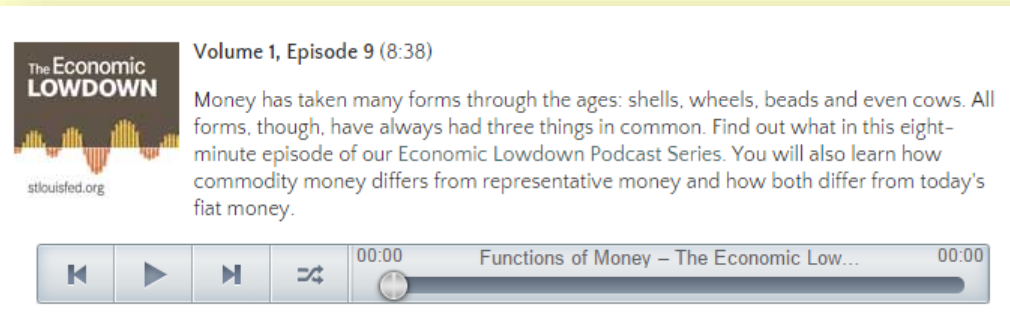 The Economic
LOWDOWN
stlouisfed.org
Volume 1, Episode 9 (8:38)
Money has taken many forms through the ages: shells, wheels, beads and even cows. All
forms, though, have always had three things in common. Find out what in this eight-
minute episode of our Economic Lowdown Podcast Series. You will also learn how
commodity money differs from representative money and how both differ from today's
fiat money.
00:00 Functions of Money – The Economic Low... 00:00